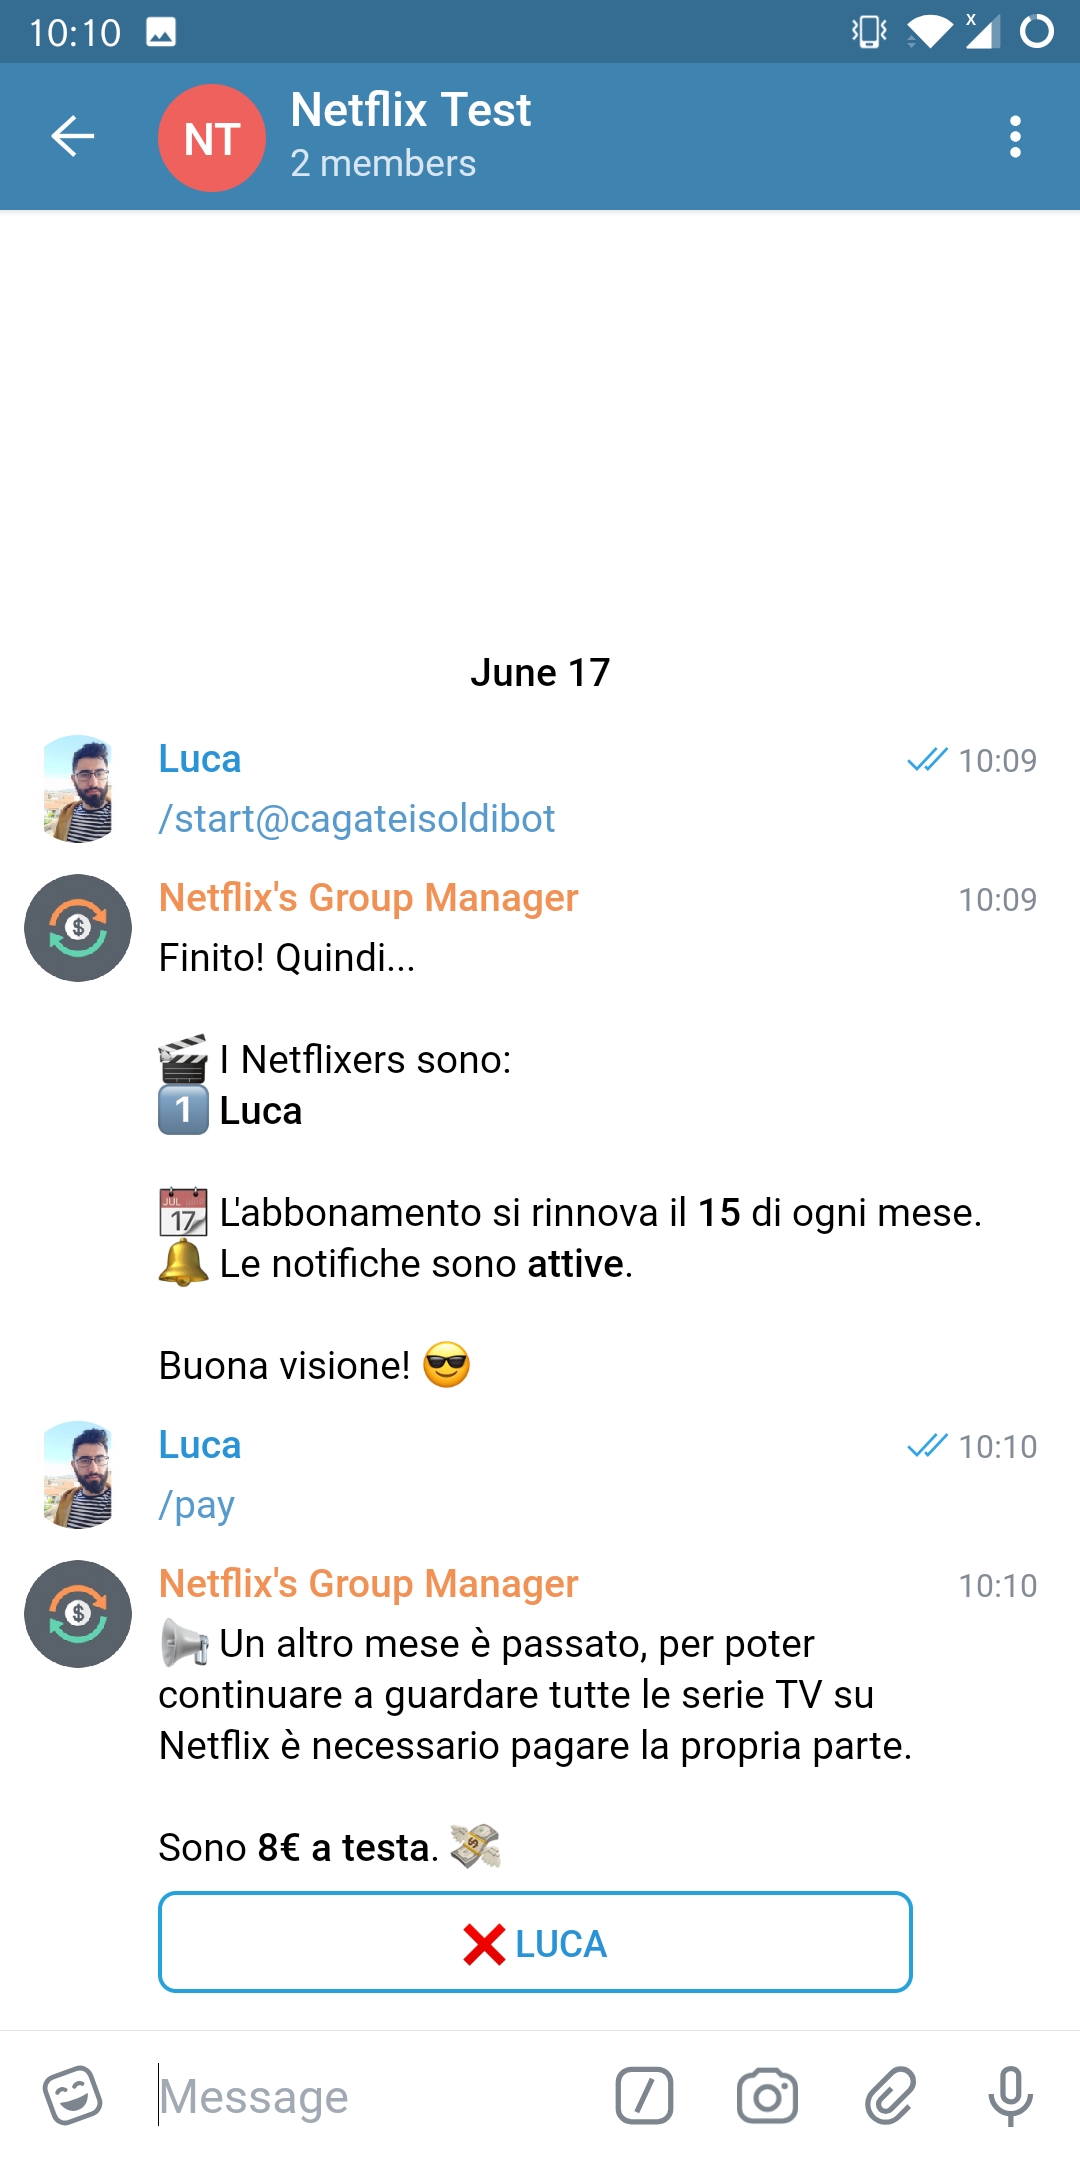 10:10
x
NT
Netflix Test
2 members
June 17
Luca
10:09
/start@cagateisoldibot
Netflix's Group Manager
10:09
Finito! Quindi...
🎬 I Netflixers sono:
1️⃣ Luca
📆 L'abbonamento si rinnova il 15 di ogni mese.
🔔 Le notifiche sono attive.
Buona visione! 😎
Luca
10:10
/pay
Netflix's Group Manager
10:10
📢 Un altro mese è passato, per poter
continuare a guardare tutte le serie TV su
Netflix è necessario pagare la propria parte.
Sono 8€ a testa. 💸
❌ LUCA
Message